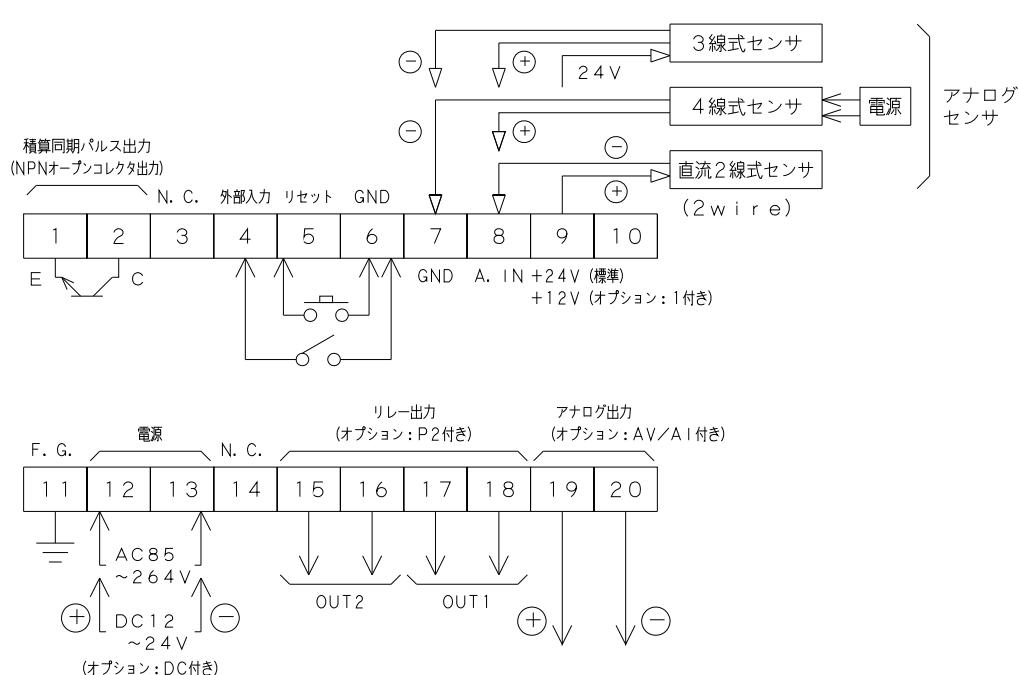 3線式センサ
⊖
⊕
24V
4線式センサ
電源
アナログ
センサ
⊖
⊕
⊖
直流2線式センサ
⊕
(2wire)
積算同期パルス出力
(NPNオープンコレクタ出力)
N.C.
外部入力
リセット
GND
1 2 3 4 5 6 7 8 9 10
E
C
GND
A.IN
+24V (標準)
+12V (オプション:1付き)
リレー出力
(オプション:P2付き)
アナログ出力
(オプション:AV/AI付き)
F.G.
電源
N.C.
11 12 13 14 15 16 17 18 19 20
AC85
~264V
OUT2
OUT1
⊕
DC12
~24V
⊖
⊕
⊖
(オプション:DC付き)